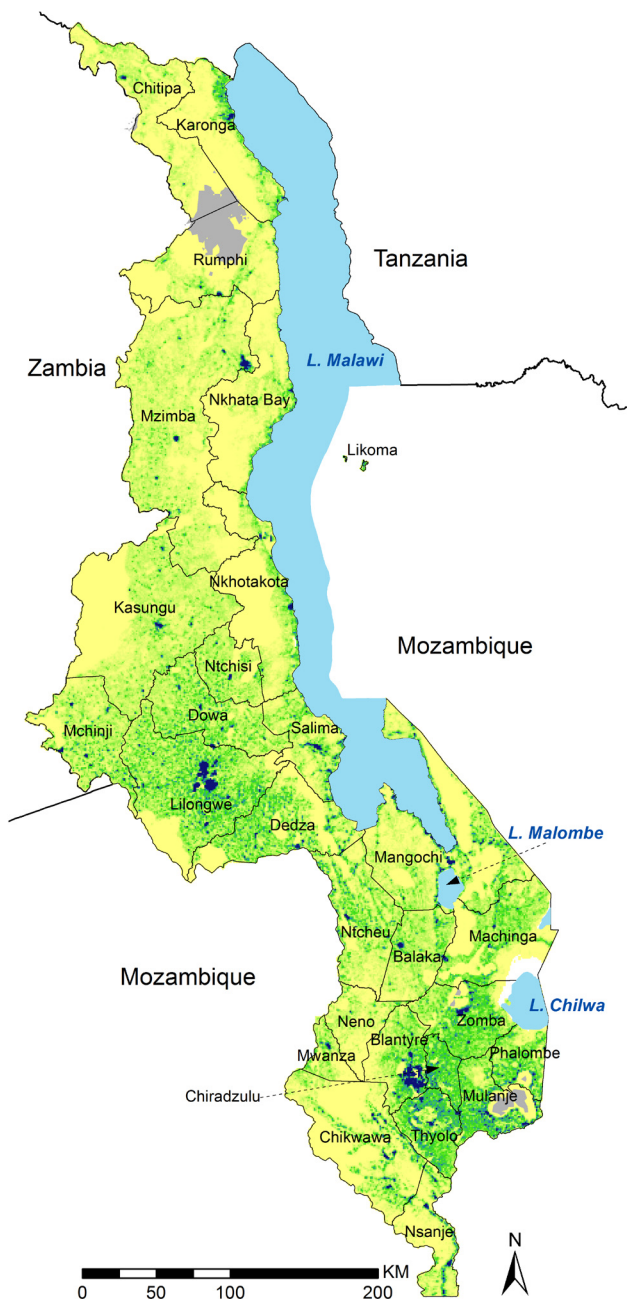 Chitipa
Karonga
Rumphi
Tanzania
Zambia
L. Malawi
Nkhata Bay
Mzimba
Likoma
Nkhotakota
Kasungu
Mozambique
Ntchisi
Dowa
Mchinji
Salima
Lilongwe
Dedza
L. Malombe
Mangochi
Ntcheu
Machinga
Balaka
Mozambique
L. Chilwa
Neno
Zomba
Blantyre
Mwanza
Phalombe
Chiradzulu
Mulanje
Chikwawa
Thyolo
Nsanje
N
KM
0 50 100 200